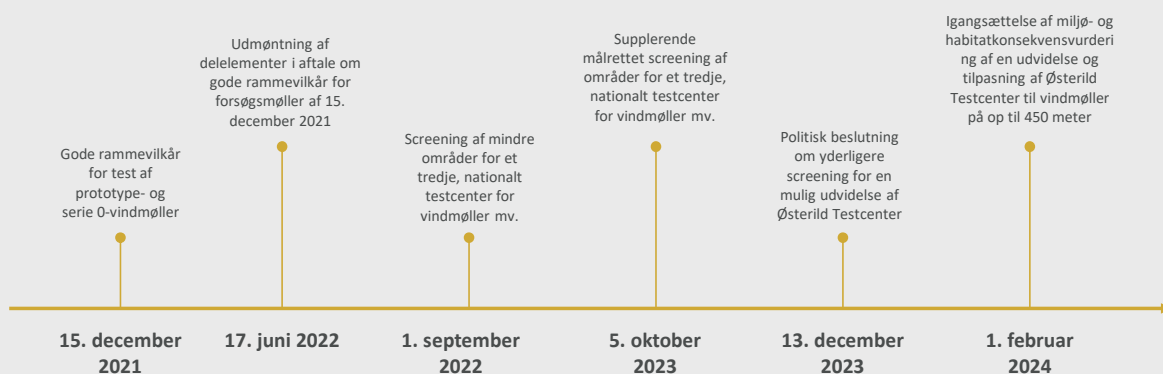 Gode rammevilkår
for test af
prototype- og
serie 0-vindmøller
15. december
2021
Udmøntning af
delelementer i aftale om
gode rammevilkår for
forsøgsmøller af 15.
december 2021
17. juni 2022
Screening af mindre
områder for et
tredje, nationalt
testcenter for
vindmøller mv.
1. september
2022
Supplerende
målrettet screening af
områder for et tredje,
nationalt testcenter
for vindmøller mv.
5. oktober
2023
Politisk beslutning
om yderligere
screening for en
mulig udvidelse af
Østerild Testcenter
13. december
2023
Igangsættelse af miljø- og
habitatkonsekvensvurderi
ng af en udvidelse og
tilpasning af Østerild
Testcenter til vindmøller
på op til 450 meter
1. februar
2024